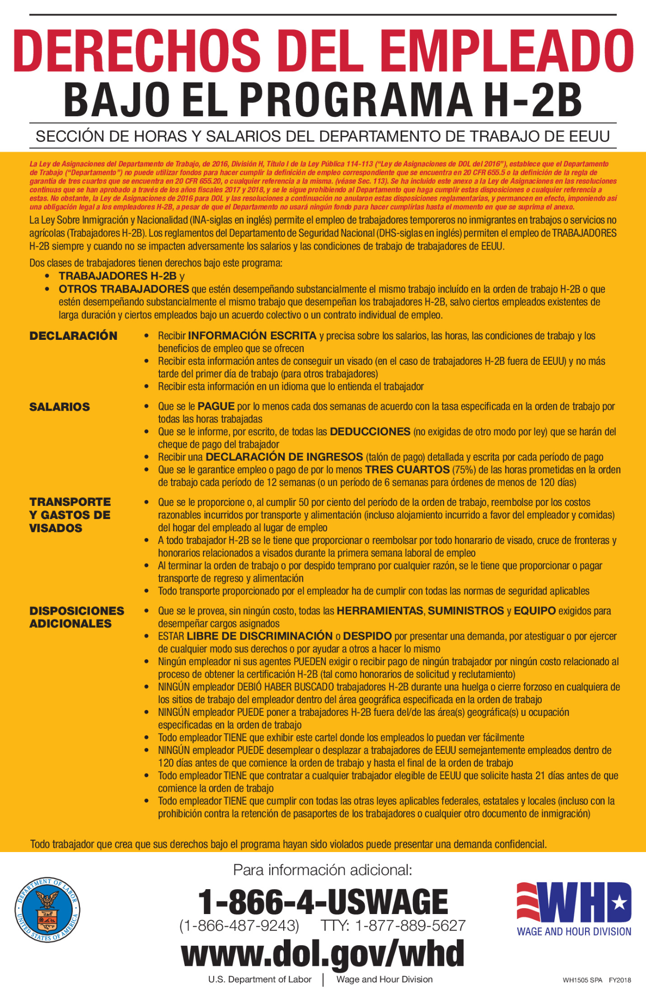 DERECHOS DEL EMPLEADO
BAJO EL PROGRAMA H-2B
SECCIÓN DE HORAS Y SALARIOS DEL DEPARTAMENTO DE TRABAJO DE EEUU
La Ley de Asignaciones del Departamento de Trabajo, de 2016, División H, Título I de la Ley Pública 114-113 (“Ley de Asignaciones de DOL del 2016”), establece que el Departamento
de Trabajo (“Departamento”) no puede utilizar fondos para hacer cumplir la definición de empleo correspondiente que se encuentra en 20 CFR 655.5 o la definición de la regla de
garantía de tres cuartos que se encuentra en 20 CFR 655.20, o cualquier referencia a la misma. (véase Sec. 113). Se ha incluido este anexo a la Ley de Asignaciones en las resoluciones
continuas que se han aprobado a través de los años fiscales 2017 y 2018, y se le sigue prohibiendo al Departamento que haga cumplir estas disposiciones o cualquier referencia a
estas. No obstante, la Ley de Asignaciones de 2016 para DOL y las resoluciones a continuación no anularon estas disposiciones reglamentarias, y permancen en efecto, imponiendo así
una obligación legal a los empleadores H-2B, a pesar de que el Departamento no usará ningún fondo para hacer cumplírlas hasta el momento en que se suprima el anexo.
La Ley Sobre Inmigración y Nacionalidad (INA-siglas en inglés) permite el empleo de trabajadores temporeros no inmigrantes en trabajos o servicios no
agrícolas (Trabajadores H-2B). Los reglamentos del Departamento de Seguridad Nacional (DHS-siglas en inglés) permiten el empleo de TRABAJADORES
H-2B siempre y cuando no se impacten adversamente los salarios y las condiciones de trabajo de trabajadores de EEUU.
Dos clases de trabajadores tienen derechos bajo este programa:
• TRABAJADORES H-2B y
• OTROS TRABAJADORES que estén desempeñando substancialmente el mismo trabajo incluído en la orden de trabajo H-2B o que
estén desempeñando substancialmente el mismo trabajo que desempeñan los trabajadores H-2B, salvo ciertos empleados existentes de
larga duración y ciertos empleados bajo un acuerdo colectivo o un contrato individual de empleo.
DECLARACIÓN
• Recibir INFORMACIÓN ESCRITA y precisa sobre los salarios, las horas, las condiciones de trabajo y los
beneficios de empleo que se ofrecen
• Recibir esta información antes de conseguir un visado (en el caso de trabajadores H-2B fuera de EEUU) y no más
tarde del primer día de trabajo (para otros trabajadores)
• Recibir esta información en un idioma que lo entienda el trabajador
SALARIOS
• Que se le PAGUE por lo menos cada dos semanas de acuerdo con la tasa especificada en la orden de trabajo por
todas las horas trabajadas
• Que se le informe, por escrito, de todas las DEDUCCIONES (no exigidas de otro modo por ley) que se harán del
cheque de pago del trabajador
• Recibir una DECLARACIÓN DE INGRESOS (talón de pago) detallada y escrita por cada período de pago
• Que se le garantice empleo o pago de por lo menos TRES CUARTOS (75%) de las horas prometidas en la orden
de trabajo cada período de 12 semanas (o un período de 6 semanas para órdenes de menos de 120 días)
TRANSPORTE
Y GASTOS DE
VISADOS
• Que se le proporcione o, al cumplir 50 por ciento del período de la orden de trabajo, reembolse por los costos
razonables incurridos por transporte y alimentación (incluso alojamiento incurrido a favor del empleador y comidas)
del hogar del empleado al lugar de empleo
• A todo trabajador H-2B se le tiene que proporcionar o reembolsar por todo honarario de visado, cruce de fronteras y
honorarios relacionados a visados durante la primera semana laboral de empleo
• Al terminar la orden de trabajo o por despido temprano por cualquier razón, se le tiene que proporcionar o pagar
transporte de regreso y alimentación
• Todo transporte proporcionado por el empleador ha de cumplir con todas las normas de seguridad aplicables
DISPOSICIONES
ADICIONALES
• Que se le provea, sin ningún costo, todas las HERRAMIENTAS, SUMINISTROS y EQUIPO exigidos para
desempeñar cargos asignados
• ESTAR LIBRE DE DISCRIMINACIÓN o DESPIDO por presentar una demanda, por atestiguar o por ejercer
de cualquier modo sus derechos o por ayudar a otros a hacer lo mismo
• Ningún empleador ni sus agentes PUEDEN exigir o recibir pago de ningún trabajador por ningún costo relacionado al
proceso de obtener la certificación H-2B (tal como honorarios de solicitud y reclutamiento)
• NINGÚN empleador DEBIÓ HABER BUSCADO trabajadores H-2B durante una huelga o cierre forzoso en cualquiera de
los sitios de trabajo del empleador dentro del área geográfica especificada en la orden de trabajo
• NINGÚN empleador PUEDE poner a trabajadores H-2B fuera del/de las área(s) geográfica(s) u ocupación
especificadas en la orden de trabajo
• Todo empleador TIENE que exhibir este cartel donde los empleados lo puedan ver fácilmente
• NINGÚN empleador PUEDE desemplear o desplazar a trabajadores de EEUU semejantemente empleados dentro de
120 días antes de que comience la orden de trabajo y hasta el final de la orden de trabajo
• Todo empleador TIENE que contratar a cualquier trabajador elegible de EEUU que solicite hasta 21 días antes de que
comience la orden de trabajo
• Todo empleador TIENE que cumplir con todas las otras leyes aplicables federales, estatales y locales (incluso con la
prohibición contra la retención de pasaportes de los trabajadores o cualquier otro documento de inmigración)
Todo trabajador que crea que sus derechos bajo el programa hayan sido violados puede presentar una demanda confidencial.
DEPARTMENT OF LABOR
UNITED STATES OF AMERICA
Para información adicional:
1-866-4-USWAGE
(1-866-487-9243) TTY: 1-877-889-5627
www.dol.gov/whd
U.S. Department of Labor | Wage and Hour Division
WHD
WAGE AND HOUR DIVISION
WH1505 SPA FY2018